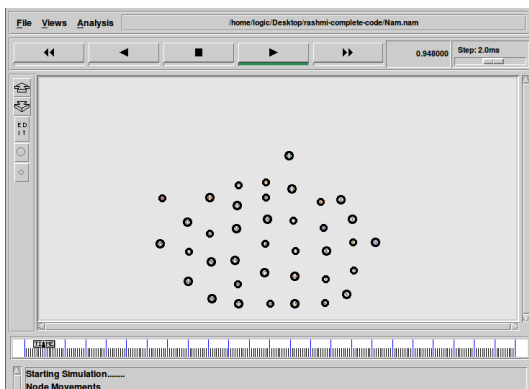 File Views Analysis /home/logic/Desktop/rashmi-complete-code/Nam.nam
0.948000 Step: 2.0ms
E D
I T
TIME
Starting Simulation.......
Node Movements